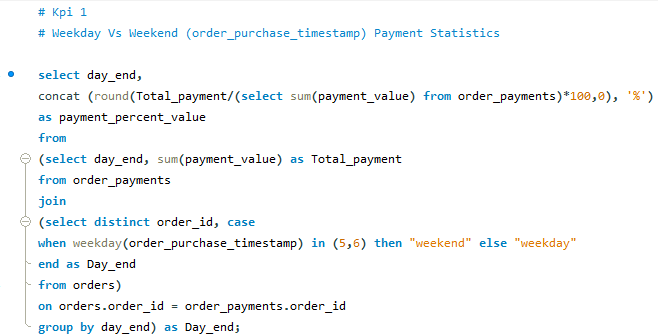 # Kpi 1
# Weekday Vs Weekend (order_purchase_timestamp) Payment Statistics
select day_end,
concat (round(Total_payment/(select sum(payment_value) from order_payments)*100,0), '%')
as payment_percent_value
from
(select day_end, sum(payment_value) as Total_payment
from order_payments
join
(select distinct order_id, case
when weekday(order_purchase_timestamp) in (5,6) then "weekend" else "weekday"
end as Day_end
from orders)
on orders.order_id = order_payments.order_id
group by day_end) as Day_end;